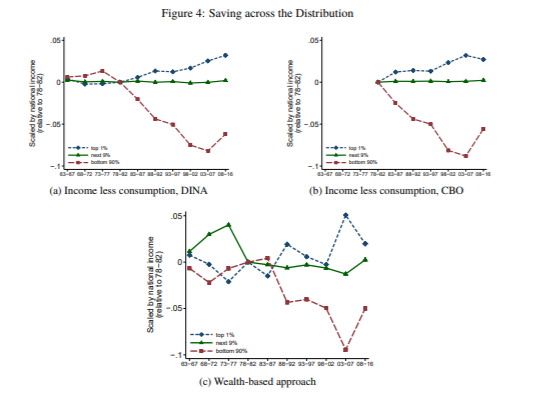 Figure 4: Saving across the Distribution
Scaled by national income
(relative to 78−82)
.05
0
−.05
−.1
top 1%
next 9%
bottom 90%
63−67 68−72 73−77 78−82 83−87 88−92 93−97 98−02 03−07 08−16
(a) Income less consumption, DINA
Scaled by national income
(relative to 78−82)
.05
0
−.05
−.1
top 1%
next 9%
bottom 90%
63−67 68−72 73−77 78−82 83−87 88−92 93−97 98−02 03−07 08−16
(b) Income less consumption, CBO
Scaled by national income
(relative to 78−82)
.05
0
−.05
−.1
top 1%
next 9%
bottom 90%
63−67 68−72 73−77 78−82 83−87 88−92 93−97 98−02 03−07 08−16
(c) Wealth-based approach